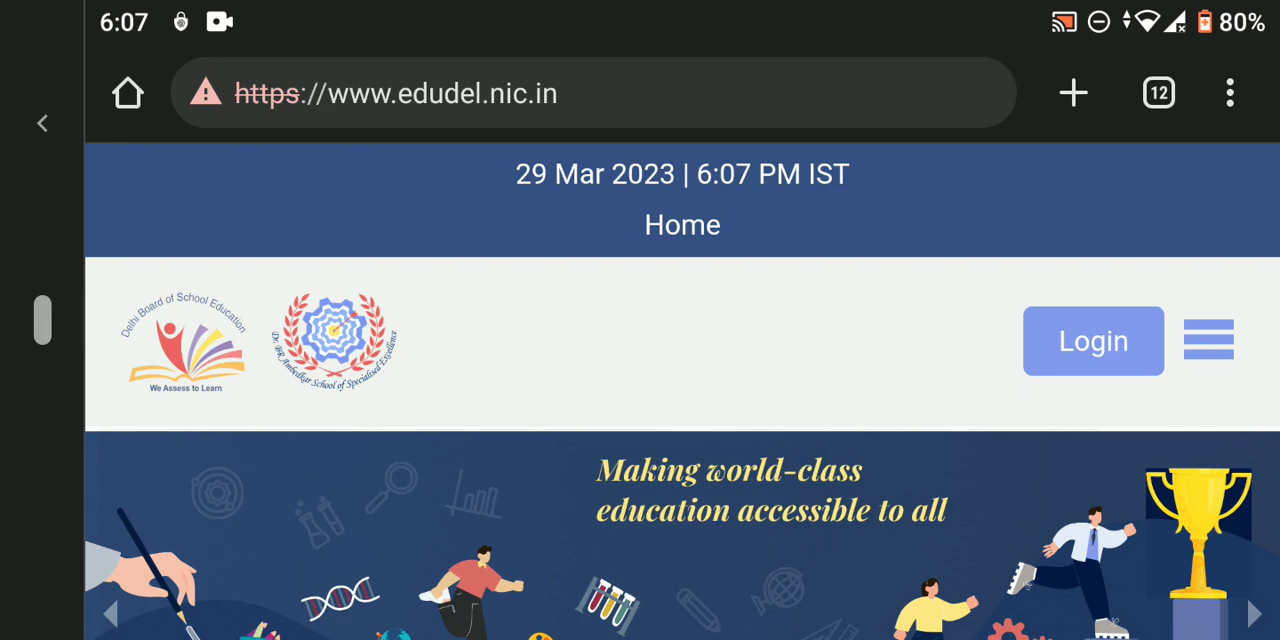 6:07
80%
https://www.edudel.nic.in
12
29 Mar 2023 | 6:07 PM IST
Home
Delhi Board of School Education
We Assess to Learn
Dr. BR Ambedkar School of Specialised Excellence
Login
Making world-class
education accessible to all